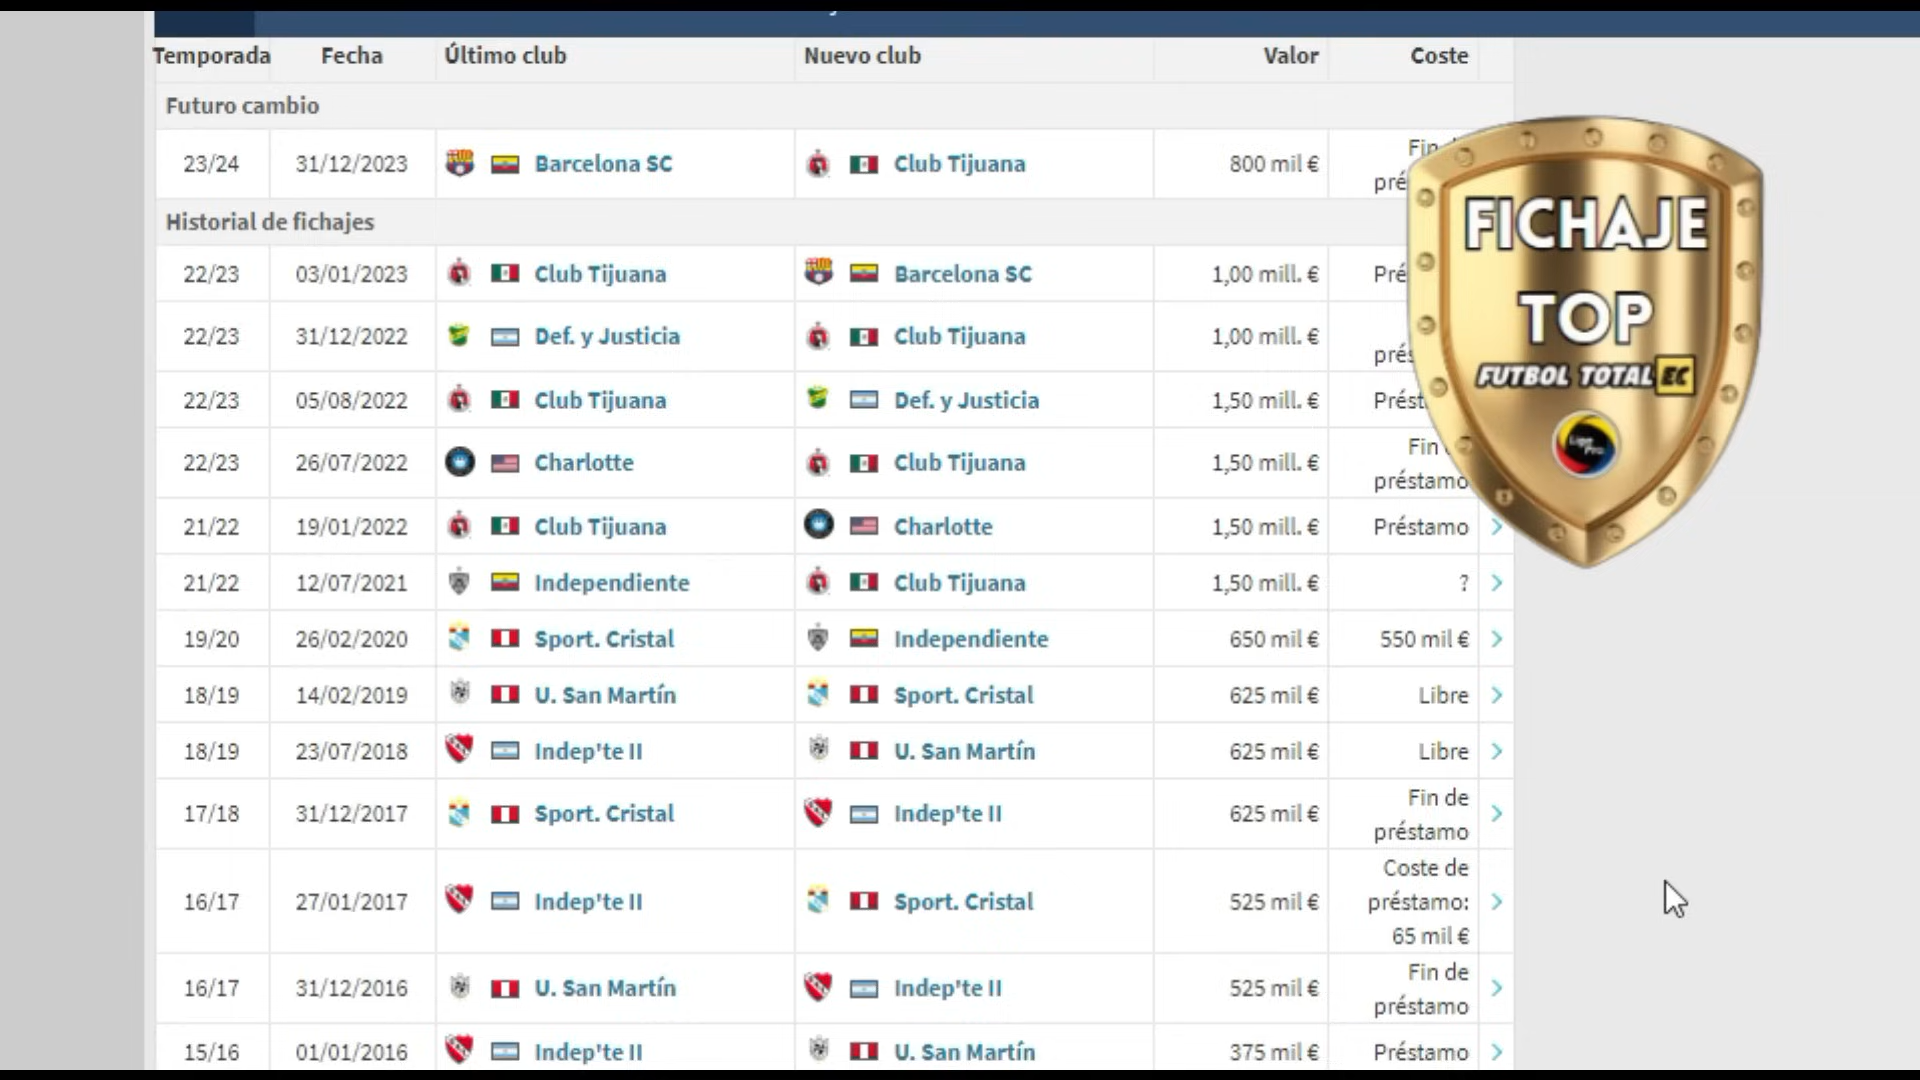 Temporada Fecha Último club Nuevo club Valor Coste
Futuro cambio
23/24 31/12/2023 Barcelona SC Club Tijuana 800 mil €
Historial de fichajes
22/23 03/01/2023 Club Tijuana Barcelona SC 1,00 mill. €
22/23 31/12/2022 Def. y Justicia Club Tijuana 1,00 mill. €
22/23 05/08/2022 Club Tijuana Def. y Justicia 1,50 mill. €
22/23 26/07/2022 Charlotte Club Tijuana 1,50 mill. € Fin
préstamo
21/22 19/01/2022 Club Tijuana Charlotte 1,50 mill. € Préstamo
21/22 12/07/2021 Independiente Club Tijuana 1,50 mill. € ?
19/20 26/02/2020 Sport. Cristal Independiente 650 mil € 550 mil €
18/19 14/02/2019 U. San Martín Sport. Cristal 625 mil € Libre
18/19 23/07/2018 Indep'te II U. San Martín 625 mil € Libre
17/18 31/12/2017 Sport. Cristal Indep'te II 625 mil € Fin de
préstamo
16/17 27/01/2017 Indep'te II Sport. Cristal 525 mil € Coste de
préstamo:
65 mil €
16/17 31/12/2016 U. San Martín Indep'te II 525 mil € Fin de
préstamo
15/16 01/01/2016 Indep'te II U. San Martín 375 mil € Préstamo
FICHAJE
TOP
FUTBOL TOTAL EC
Liga
Pro